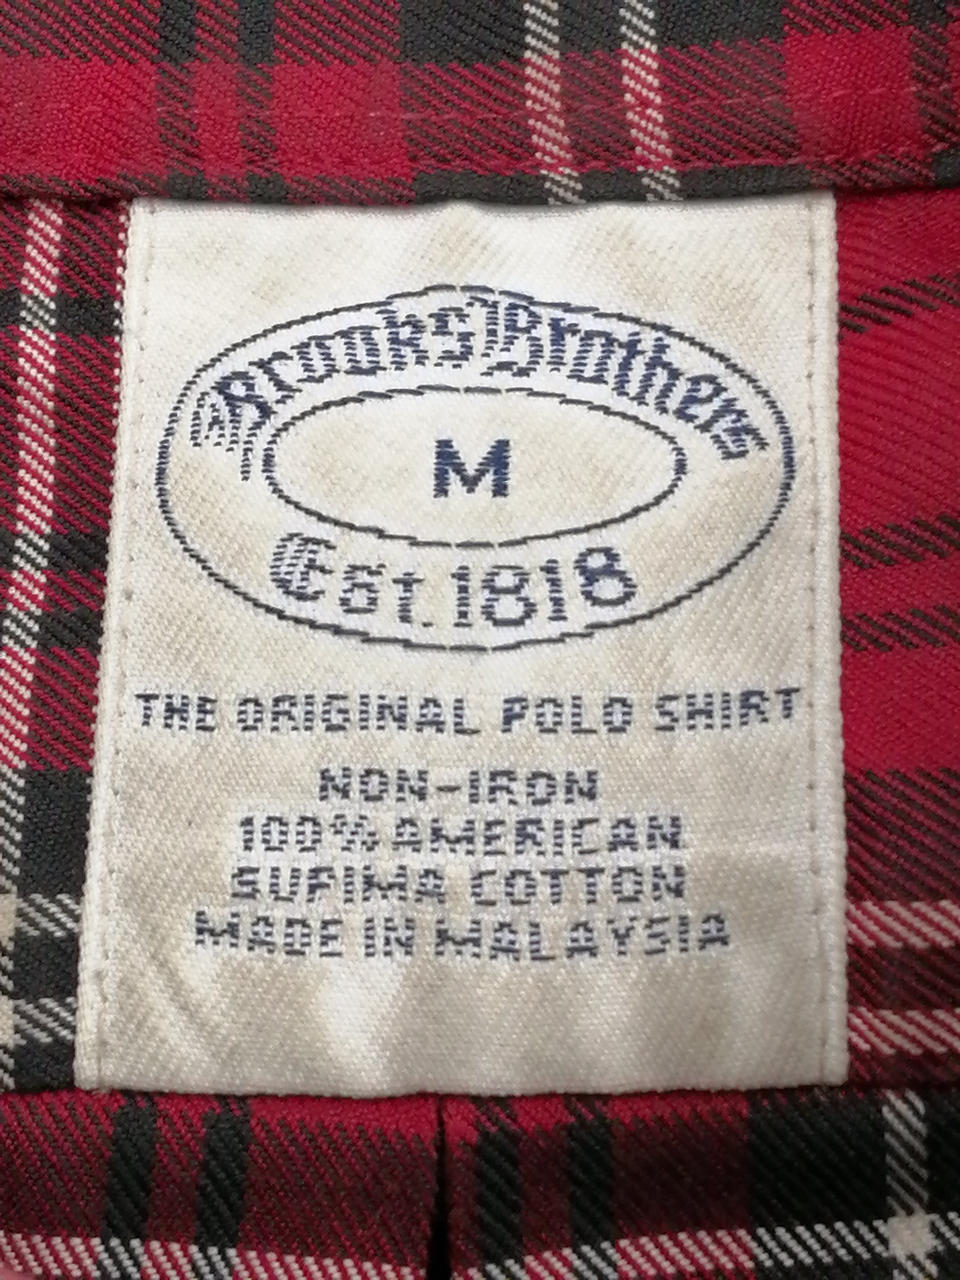 Brooks Brothers
M
Est. 1818
THE ORIGINAL POLO SHIRT
NON-IRON
100% AMERICAN
SUPIMA COTTON
MADE IN MALAYSIA